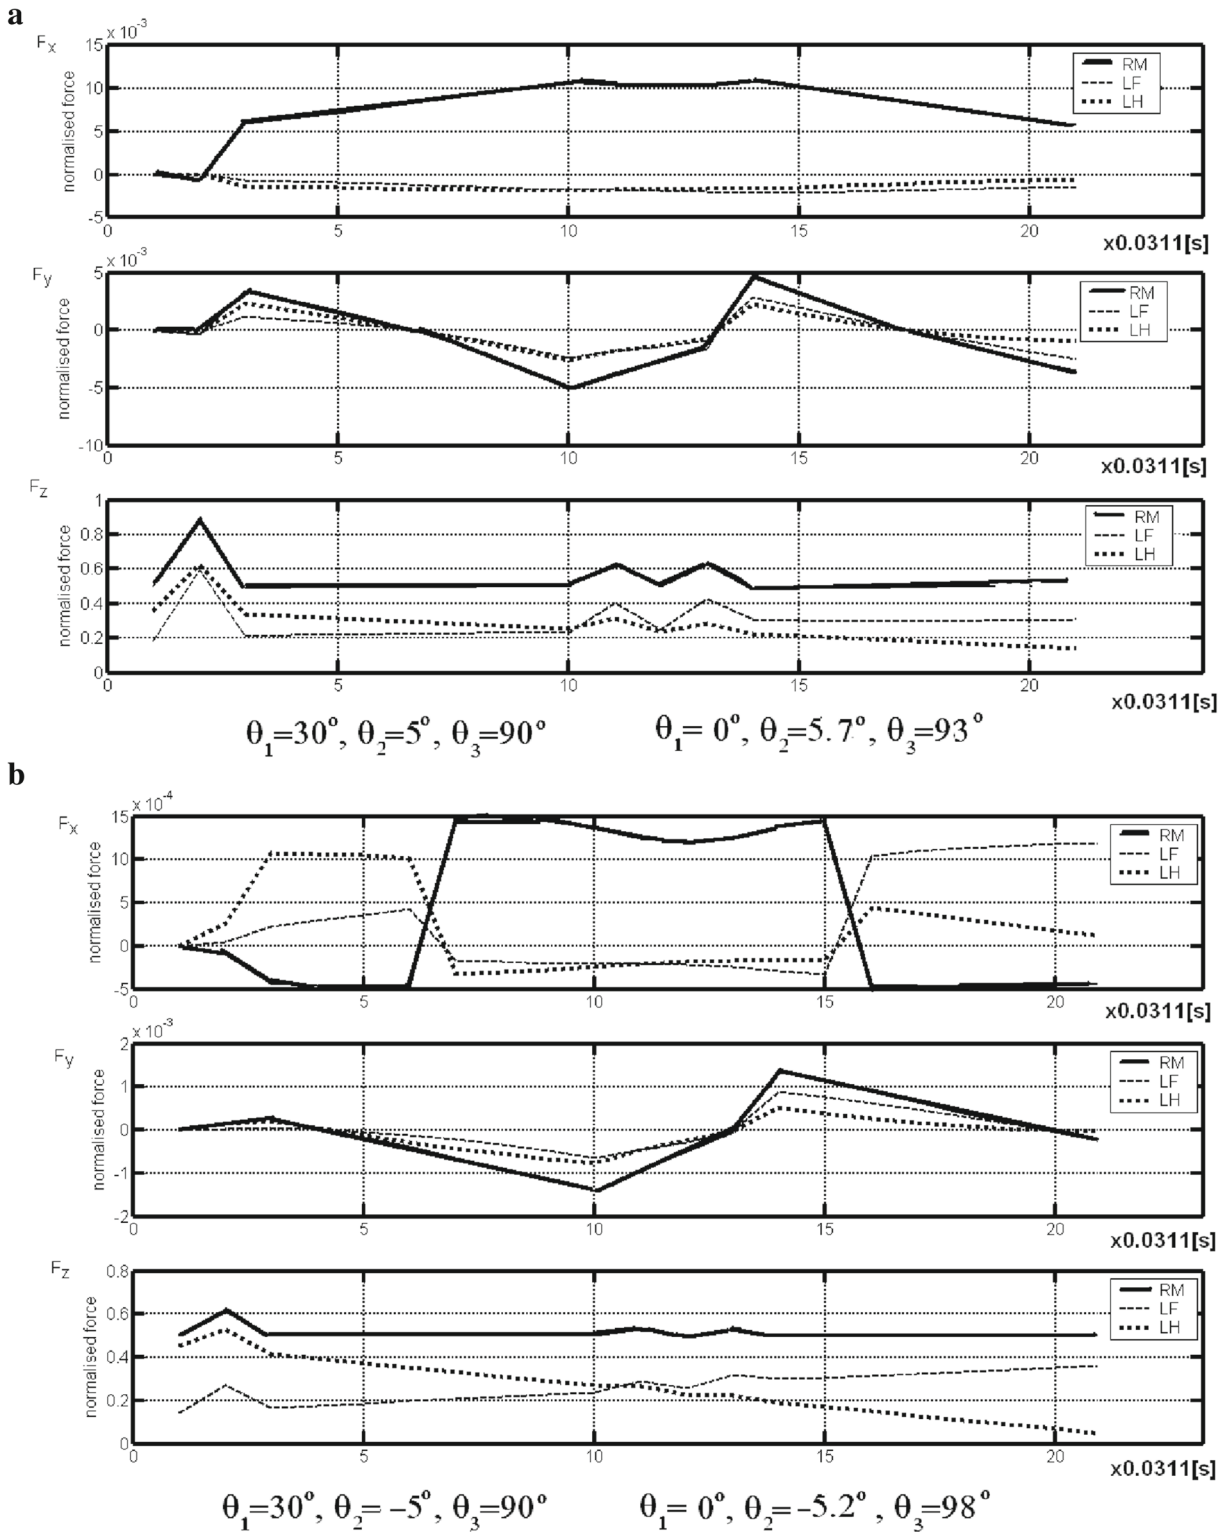 a
x 10⁻³
Fx
normalised force
15
10
5
0
-5
RM
LF
LH
0 5 10 15 20
x0.0311[s]
x 10⁻³
Fy
normalised force
5
0
-5
-10
RM
LF
LH
0 5 10 15 20
x0.0311[s]
Fz
normalised force
1
0.8
0.6
0.4
0.2
0
RM
LF
LH
0 5 10 15 20
x0.0311[s]
θ₁=30°, θ₂=5°, θ₃=90°
θ₁= 0°, θ₂=5.7°, θ₃=93°
b
x 10⁻⁴
Fx
normalised force
15
10
5
0
-5
RM
LF
LH
0 5 10 15 20
x0.0311[s]
x 10⁻³
Fy
normalised force
2
1
0
-1
-2
RM
LF
LH
0 5 10 15 20
x0.0311[s]
Fz
normalised force
0.8
0.6
0.4
0.2
0
RM
LF
LH
0 5 10 15 20
x0.0311[s]
θ₁=30°, θ₂= –5°, θ₃=90°
θ₁= 0°, θ₂=–5.2°, θ₃=98°